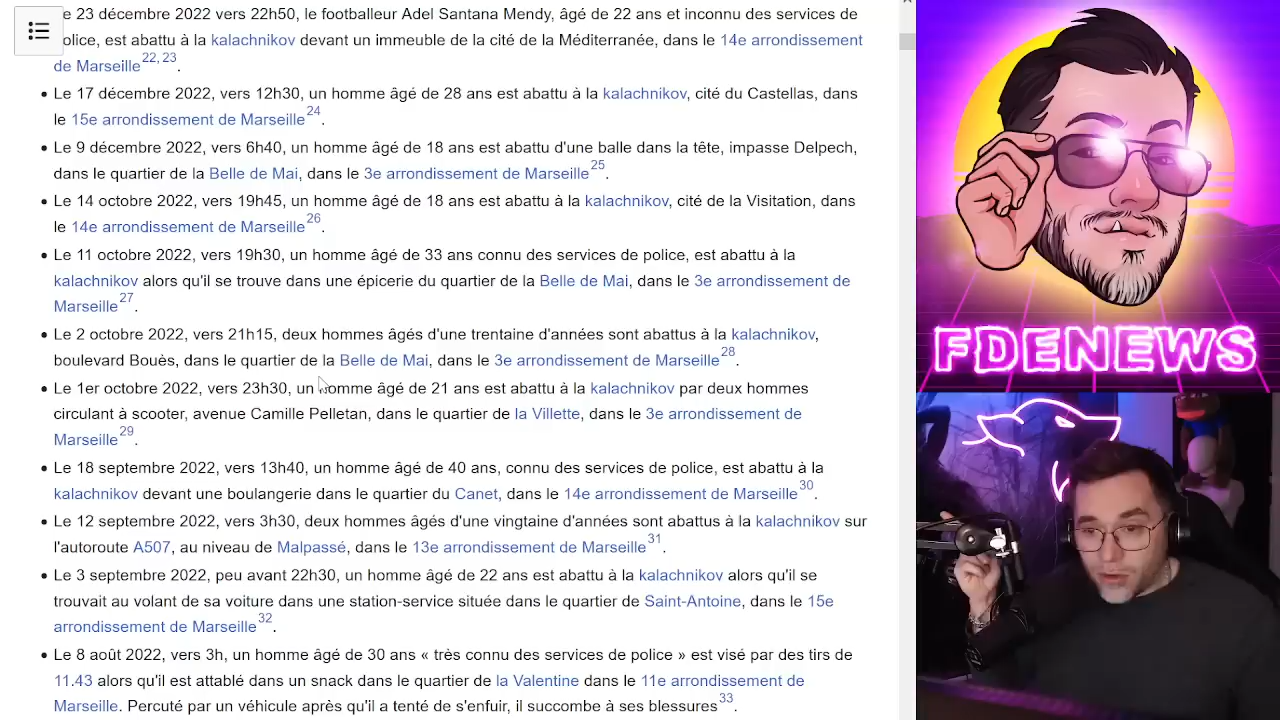 Le 23 décembre 2022 vers 22h50, le footballeur Adel Santana Mendy, âgé de 22 ans et inconnu des services de
police, est abattu à la kalachnikov devant un immeuble de la cité de la Méditerranée, dans le 14e arrondissement
de Marseille22, 23.
• Le 17 décembre 2022, vers 12h30, un homme âgé de 28 ans est abattu à la kalachnikov, cité du Castellas, dans
le 15e arrondissement de Marseille24.
• Le 9 décembre 2022, vers 6h40, un homme âgé de 18 ans est abattu d'une balle dans la tête, impasse Delpech,
dans le quartier de la Belle de Mai, dans le 3e arrondissement de Marseille25.
• Le 14 octobre 2022, vers 19h45, un homme âgé de 18 ans est abattu à la kalachnikov, cité de la Visitation, dans
le 14e arrondissement de Marseille26.
• Le 11 octobre 2022, vers 19h30, un homme âgé de 33 ans connu des services de police, est abattu à la
kalachnikov alors qu'il se trouve dans une épicerie du quartier de la Belle de Mai, dans le 3e arrondissement de
Marseille27.
• Le 2 octobre 2022, vers 21h15, deux hommes âgés d'une trentaine d'années sont abattus à la kalachnikov,
boulevard Bouès, dans le quartier de la Belle de Mai, dans le 3e arrondissement de Marseille28.
• Le 1er octobre 2022, vers 23h30, un homme âgé de 21 ans est abattu à la kalachnikov par deux hommes
circulant à scooter, avenue Camille Pelletan, dans le quartier de la Villette, dans le 3e arrondissement de
Marseille29.
• Le 18 septembre 2022, vers 13h40, un homme âgé de 40 ans, connu des services de police, est abattu à la
kalachnikov devant une boulangerie dans le quartier du Canet, dans le 14e arrondissement de Marseille30.
• Le 12 septembre 2022, vers 3h30, deux hommes âgés d'une vingtaine d'années sont abattus à la kalachnikov sur
l'autoroute A507, au niveau de Malpassé, dans le 13e arrondissement de Marseille31.
• Le 3 septembre 2022, peu avant 22h30, un homme âgé de 22 ans est abattu à la kalachnikov alors qu'il se
trouvait au volant de sa voiture dans une station-service située dans le quartier de Saint-Antoine, dans le 15e
arrondissement de Marseille32.
• Le 8 août 2022, vers 3h, un homme âgé de 30 ans « très connu des services de police » est visé par des tirs de
11.43 alors qu'il est attablé dans un snack dans le quartier de la Valentine dans le 11e arrondissement de
Marseille. Percuté par un véhicule après qu'il a tenté de s'enfuir, il succombe à ses blessures33.
FDENEWS